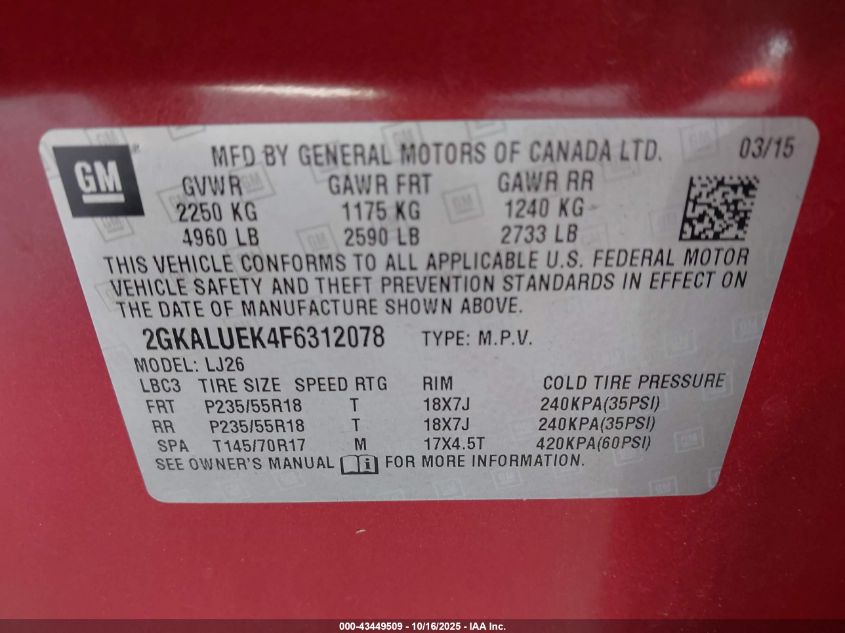 GM
MFD BY GENERAL MOTORS OF CANADA LTD. 03/15
GVWR GAWR FRT GAWR RR
2250 KG 1175 KG 1240 KG
4960 LB 2590 LB 2733 LB
THIS VEHICLE CONFORMS TO ALL APPLICABLE U.S. FEDERAL MOTOR
VEHICLE SAFETY AND THEFT PREVENTION STANDARDS IN EFFECT ON
THE DATE OF MANUFACTURE SHOWN ABOVE.
2GKALUEK4F6312078 TYPE: M.P.V.
MODEL: LJ26
LBC3 TIRE SIZE SPEED RTG RIM COLD TIRE PRESSURE
FRT P235/55R18 T 18X7J 240KPA(35PSI)
RR P235/55R18 T 18X7J 240KPA(35PSI)
SPA T145/70R17 M 17X4.5T 420KPA(60PSI)
SEE OWNER'S MANUAL FOR MORE INFORMATION.
000-43449509 - 10/16/2025 - IAA Inc.